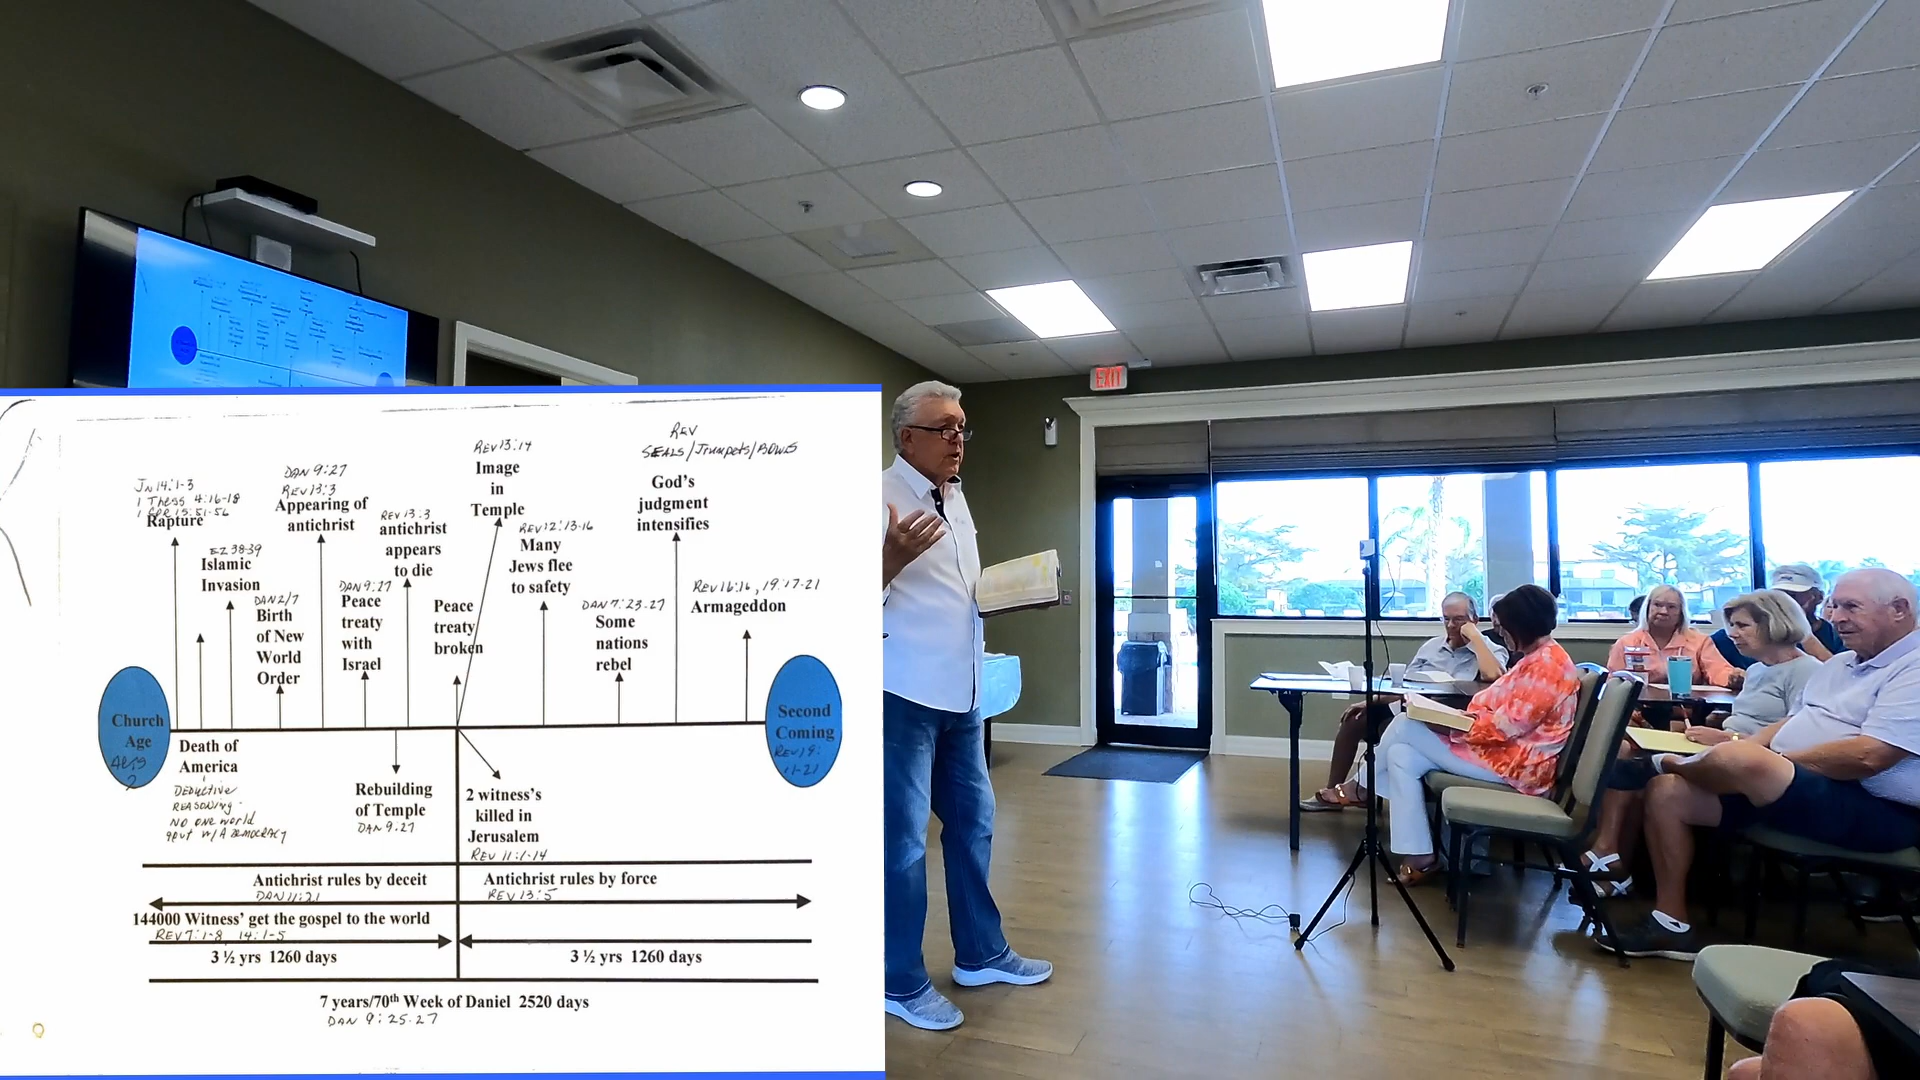 EXIT
REV
SEALS/Trumpets/BOWLS
REV 13:14
Image
in
Temple
God's
judgment
intensifies
DAN 9:27
REV 13:3
Appearing of
antichrist
JN 14:1-3
1 Thess 4:16-18
1 COR 15:51-56
Rapture
REV 13:3
antichrist
appears
to die
REV 12:13-16
Many
Jews flee
to safety
EZ 38-39
Islamic
Invasion
DAN 2/7
Birth
of New
World
Order
DAN 9:27
Peace
treaty
with
Israel
Peace
treaty
broken
DAN 7:23-27
Some
nations
rebel
REV 16:16, 19:17-21
Armageddon
Church
Age
Acts
2
Second
Coming
REV 19:
11-21
Death of
America
DEDUCTIVE
REASONING -
NO ONE WORLD
govt w/A DEMOCRACY
Rebuilding
of Temple
DAN 9:27
2 witness's
killed in
Jerusalem
REV 11:1-14
Antichrist rules by deceit
DAN 11:21
Antichrist rules by force
REV 13:5
144000 Witness' get the gospel to the world
REV 7:1-8 14:1-5
3 ½ yrs 1260 days
3 ½ yrs 1260 days
7 years/70th Week of Daniel 2520 days
DAN 9:25-27